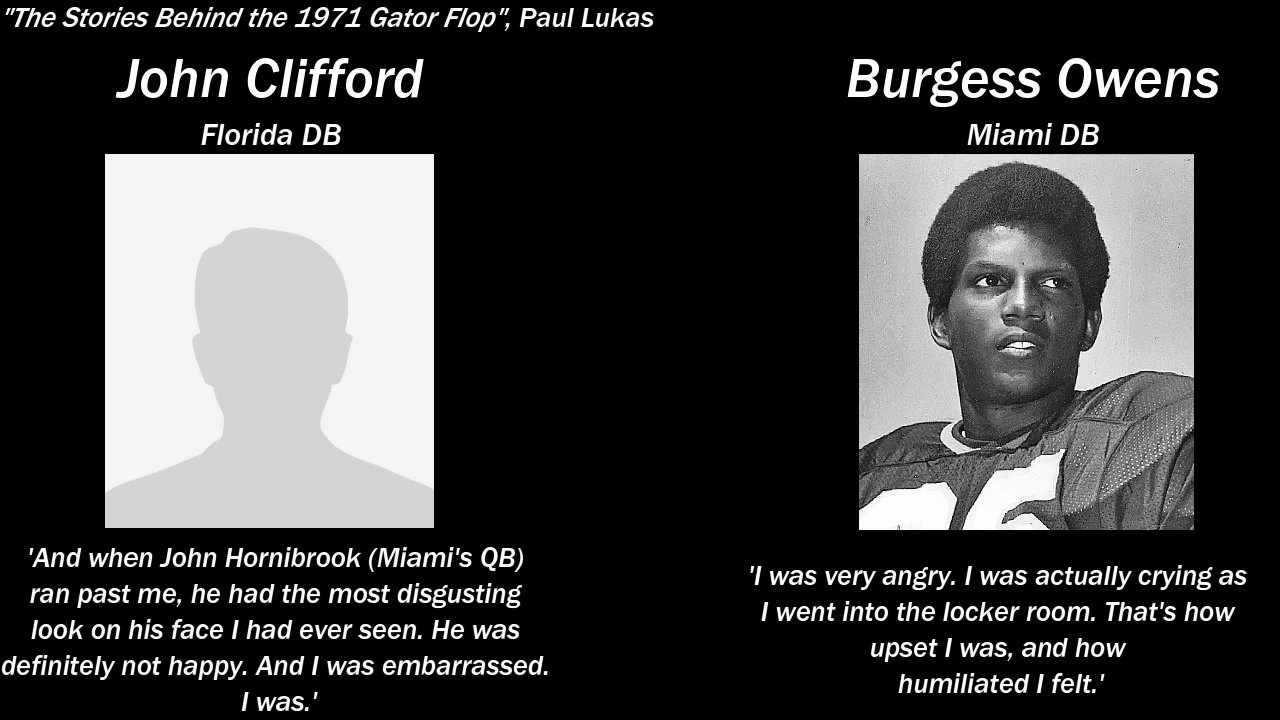 "The Stories Behind the 1971 Gator Flop", Paul Lukas
John Clifford
Florida DB
'And when John Hornibrook (Miami's QB)
ran past me, he had the most disgusting
look on his face I had ever seen. He was
definitely not happy. And I was embarrassed.
I was.'
Burgess Owens
Miami DB
'I was very angry. I was actually crying as
I went into the locker room. That's how
upset I was, and how
humiliated I felt.'